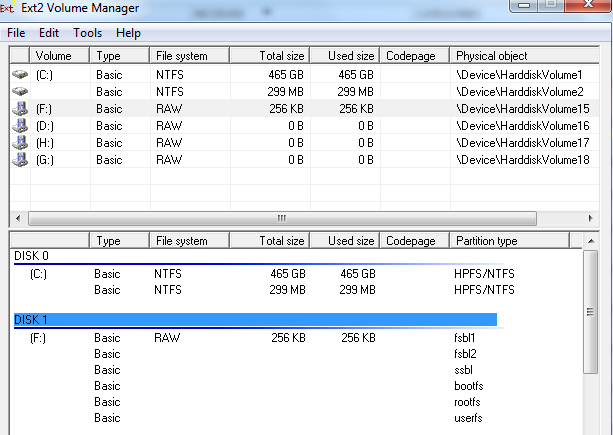 Ext2 Volume Manager
File Edit Tools Help
Volume Type File system Total size Used size Codepage Physical object
(C:) Basic NTFS 465 GB 465 GB \Device\HarddiskVolume1
Basic NTFS 299 MB 299 MB \Device\HarddiskVolume2
(F:) Basic RAW 256 KB 256 KB \Device\HarddiskVolume15
(D:) Basic RAW 0 B 0 B \Device\HarddiskVolume16
(H:) Basic RAW 0 B 0 B \Device\HarddiskVolume17
(G:) Basic RAW 0 B 0 B \Device\HarddiskVolume18
Type File system Total size Used size Codepage Partition type
DISK 0
(C:) Basic NTFS 465 GB 465 GB HPFS/NTFS
Basic NTFS 299 MB 299 MB HPFS/NTFS
DISK 1
(F:) Basic RAW 256 KB 256 KB fsbl1
Basic fsbl2
Basic ssbl
Basic bootfs
Basic rootfs
Basic userfs